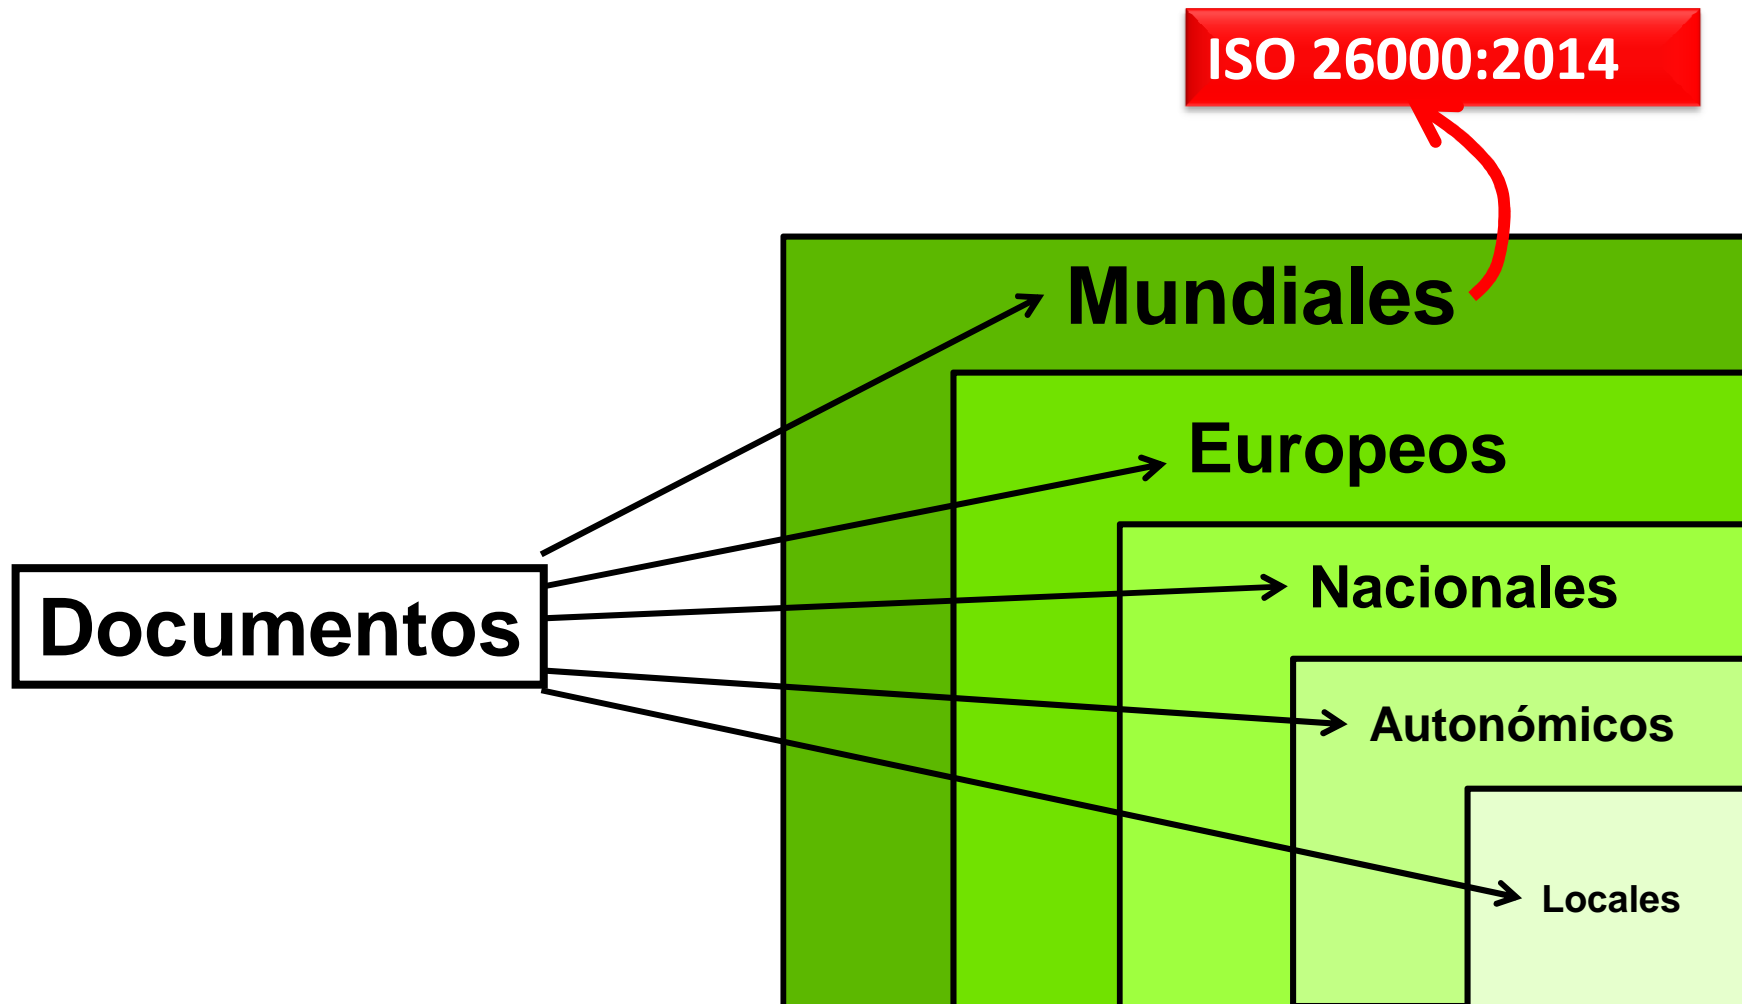 ISO 26000:2014
Mundiales
Europeos
Nacionales
Documentos
Autonómicos
Locales